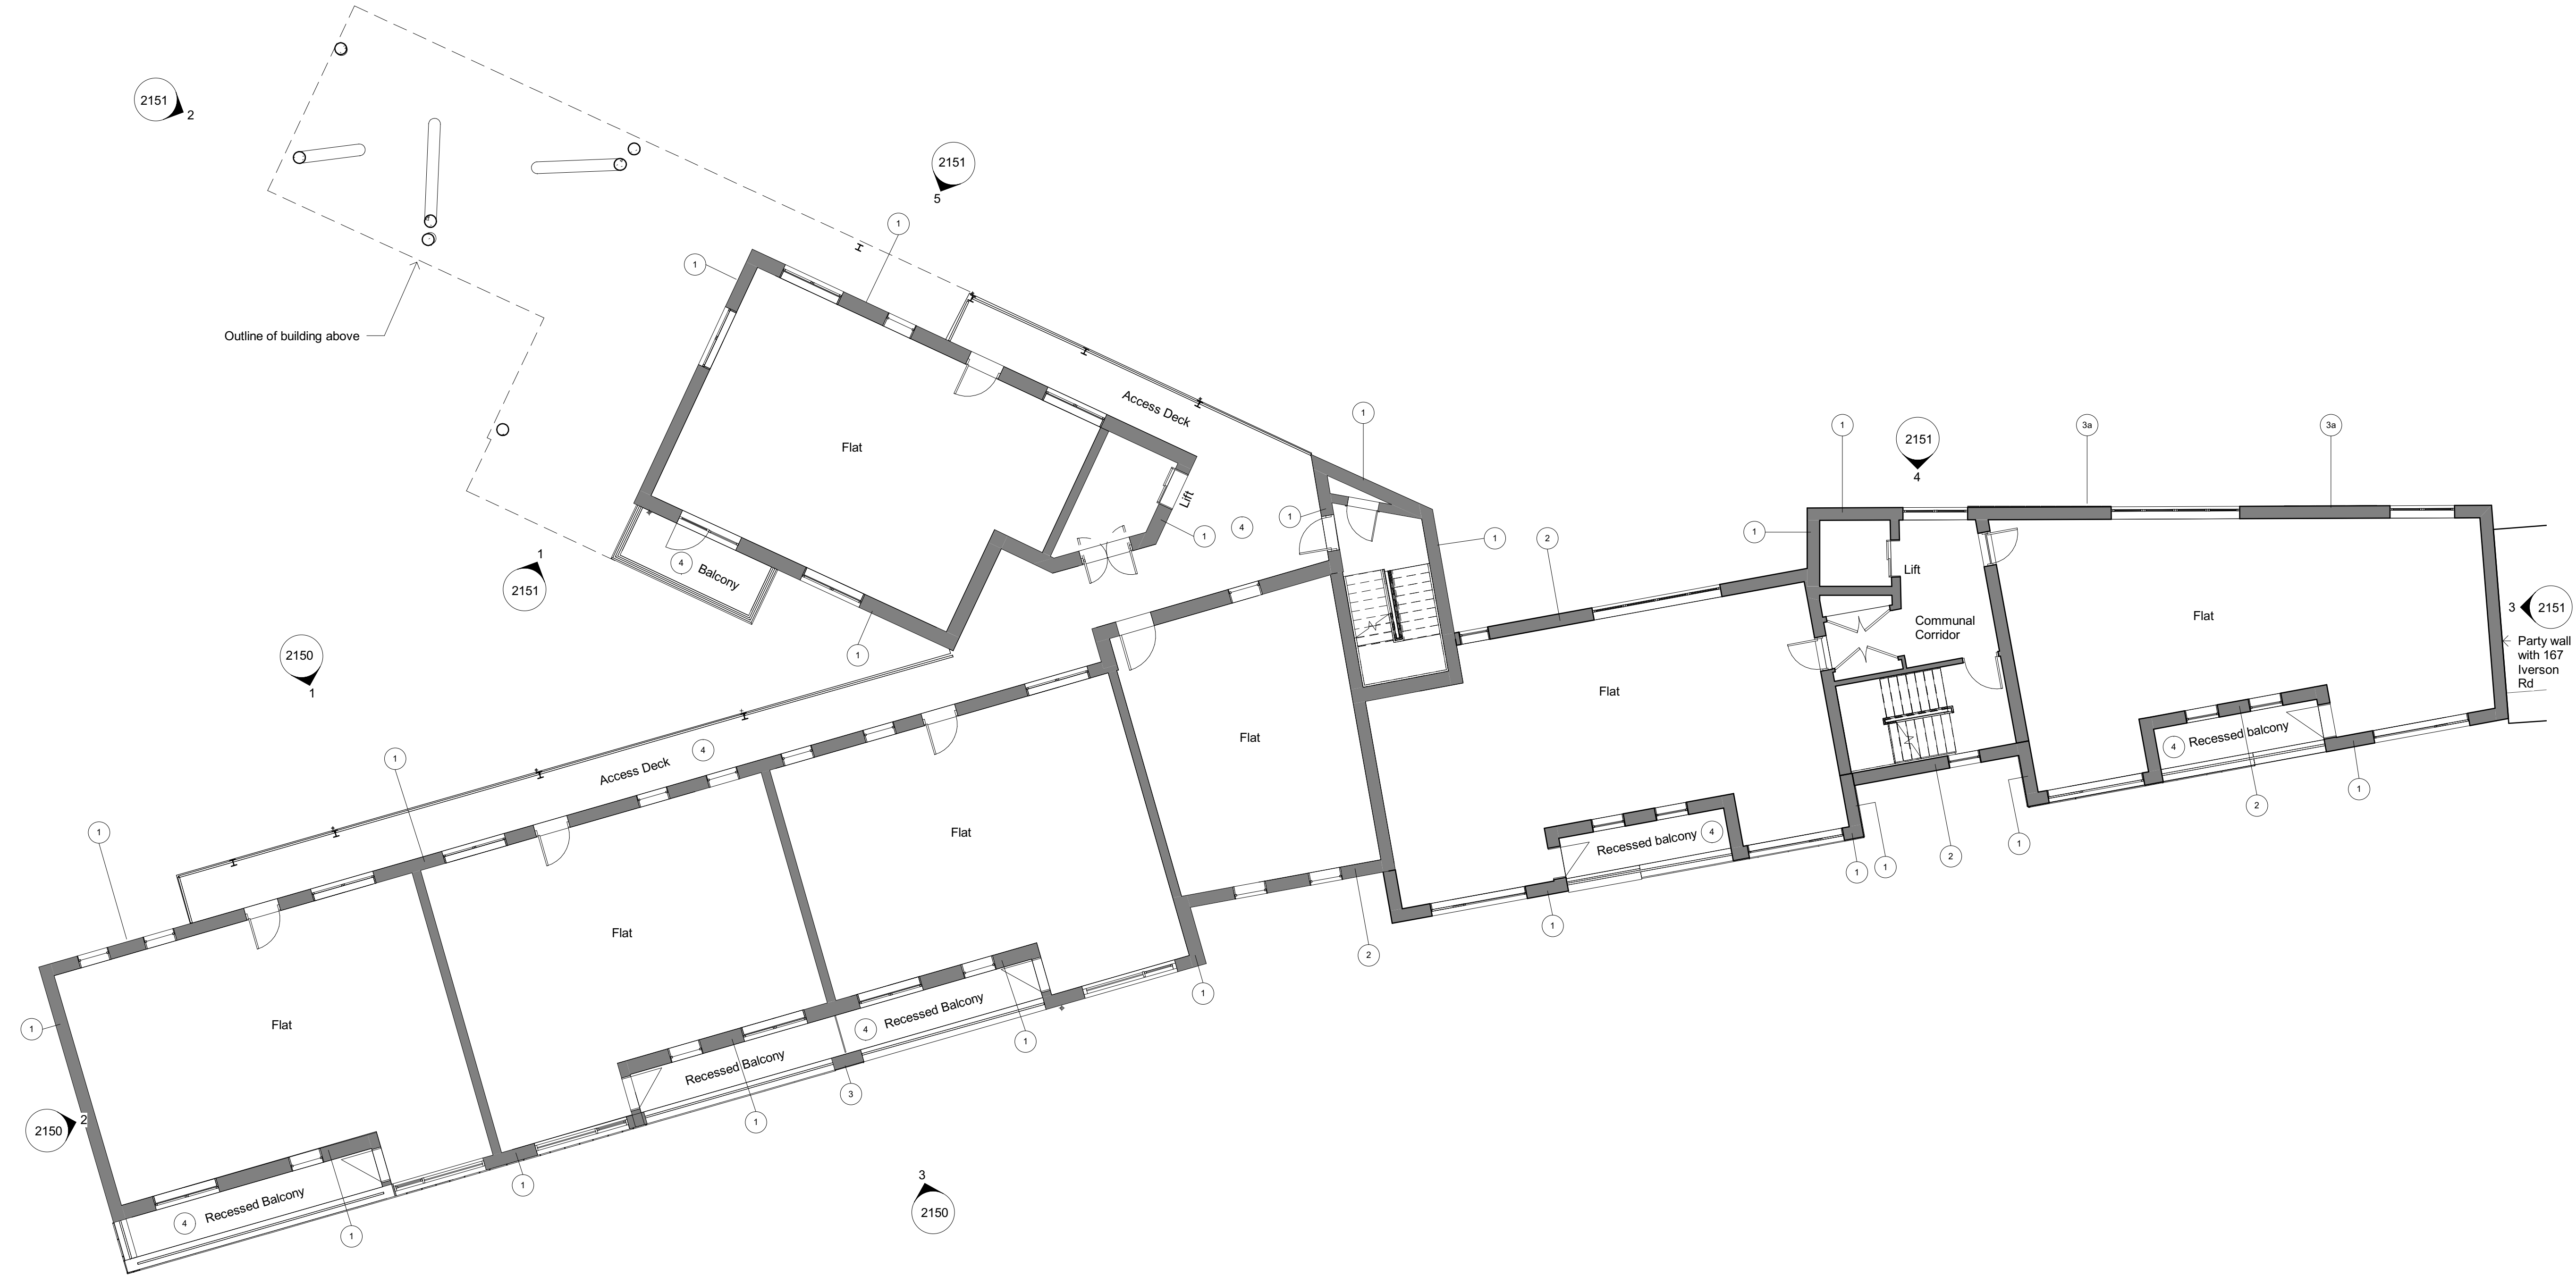 2151
2
2151
5
1
1
Outline of building above
Access Deck
Flat
Lift
1
4
1
1
1
2
4
Balcony
1
2151
1
2150
1
1
2151
4
3a
3a
1
Lift
Communal
Corridor
Flat
3
2151
Party wall
with 167
Iverson
Rd
Flat
4
Recessed balcony
2
1
Recessed balcony
4
1
1
1
2
1
Flat
2
1
1
4
Access Deck
Flat
Flat
4
Recessed Balcony
1
Recessed Balcony
3
1
1
1
Flat
2150
2
4
Recessed Balcony
1
3
2150